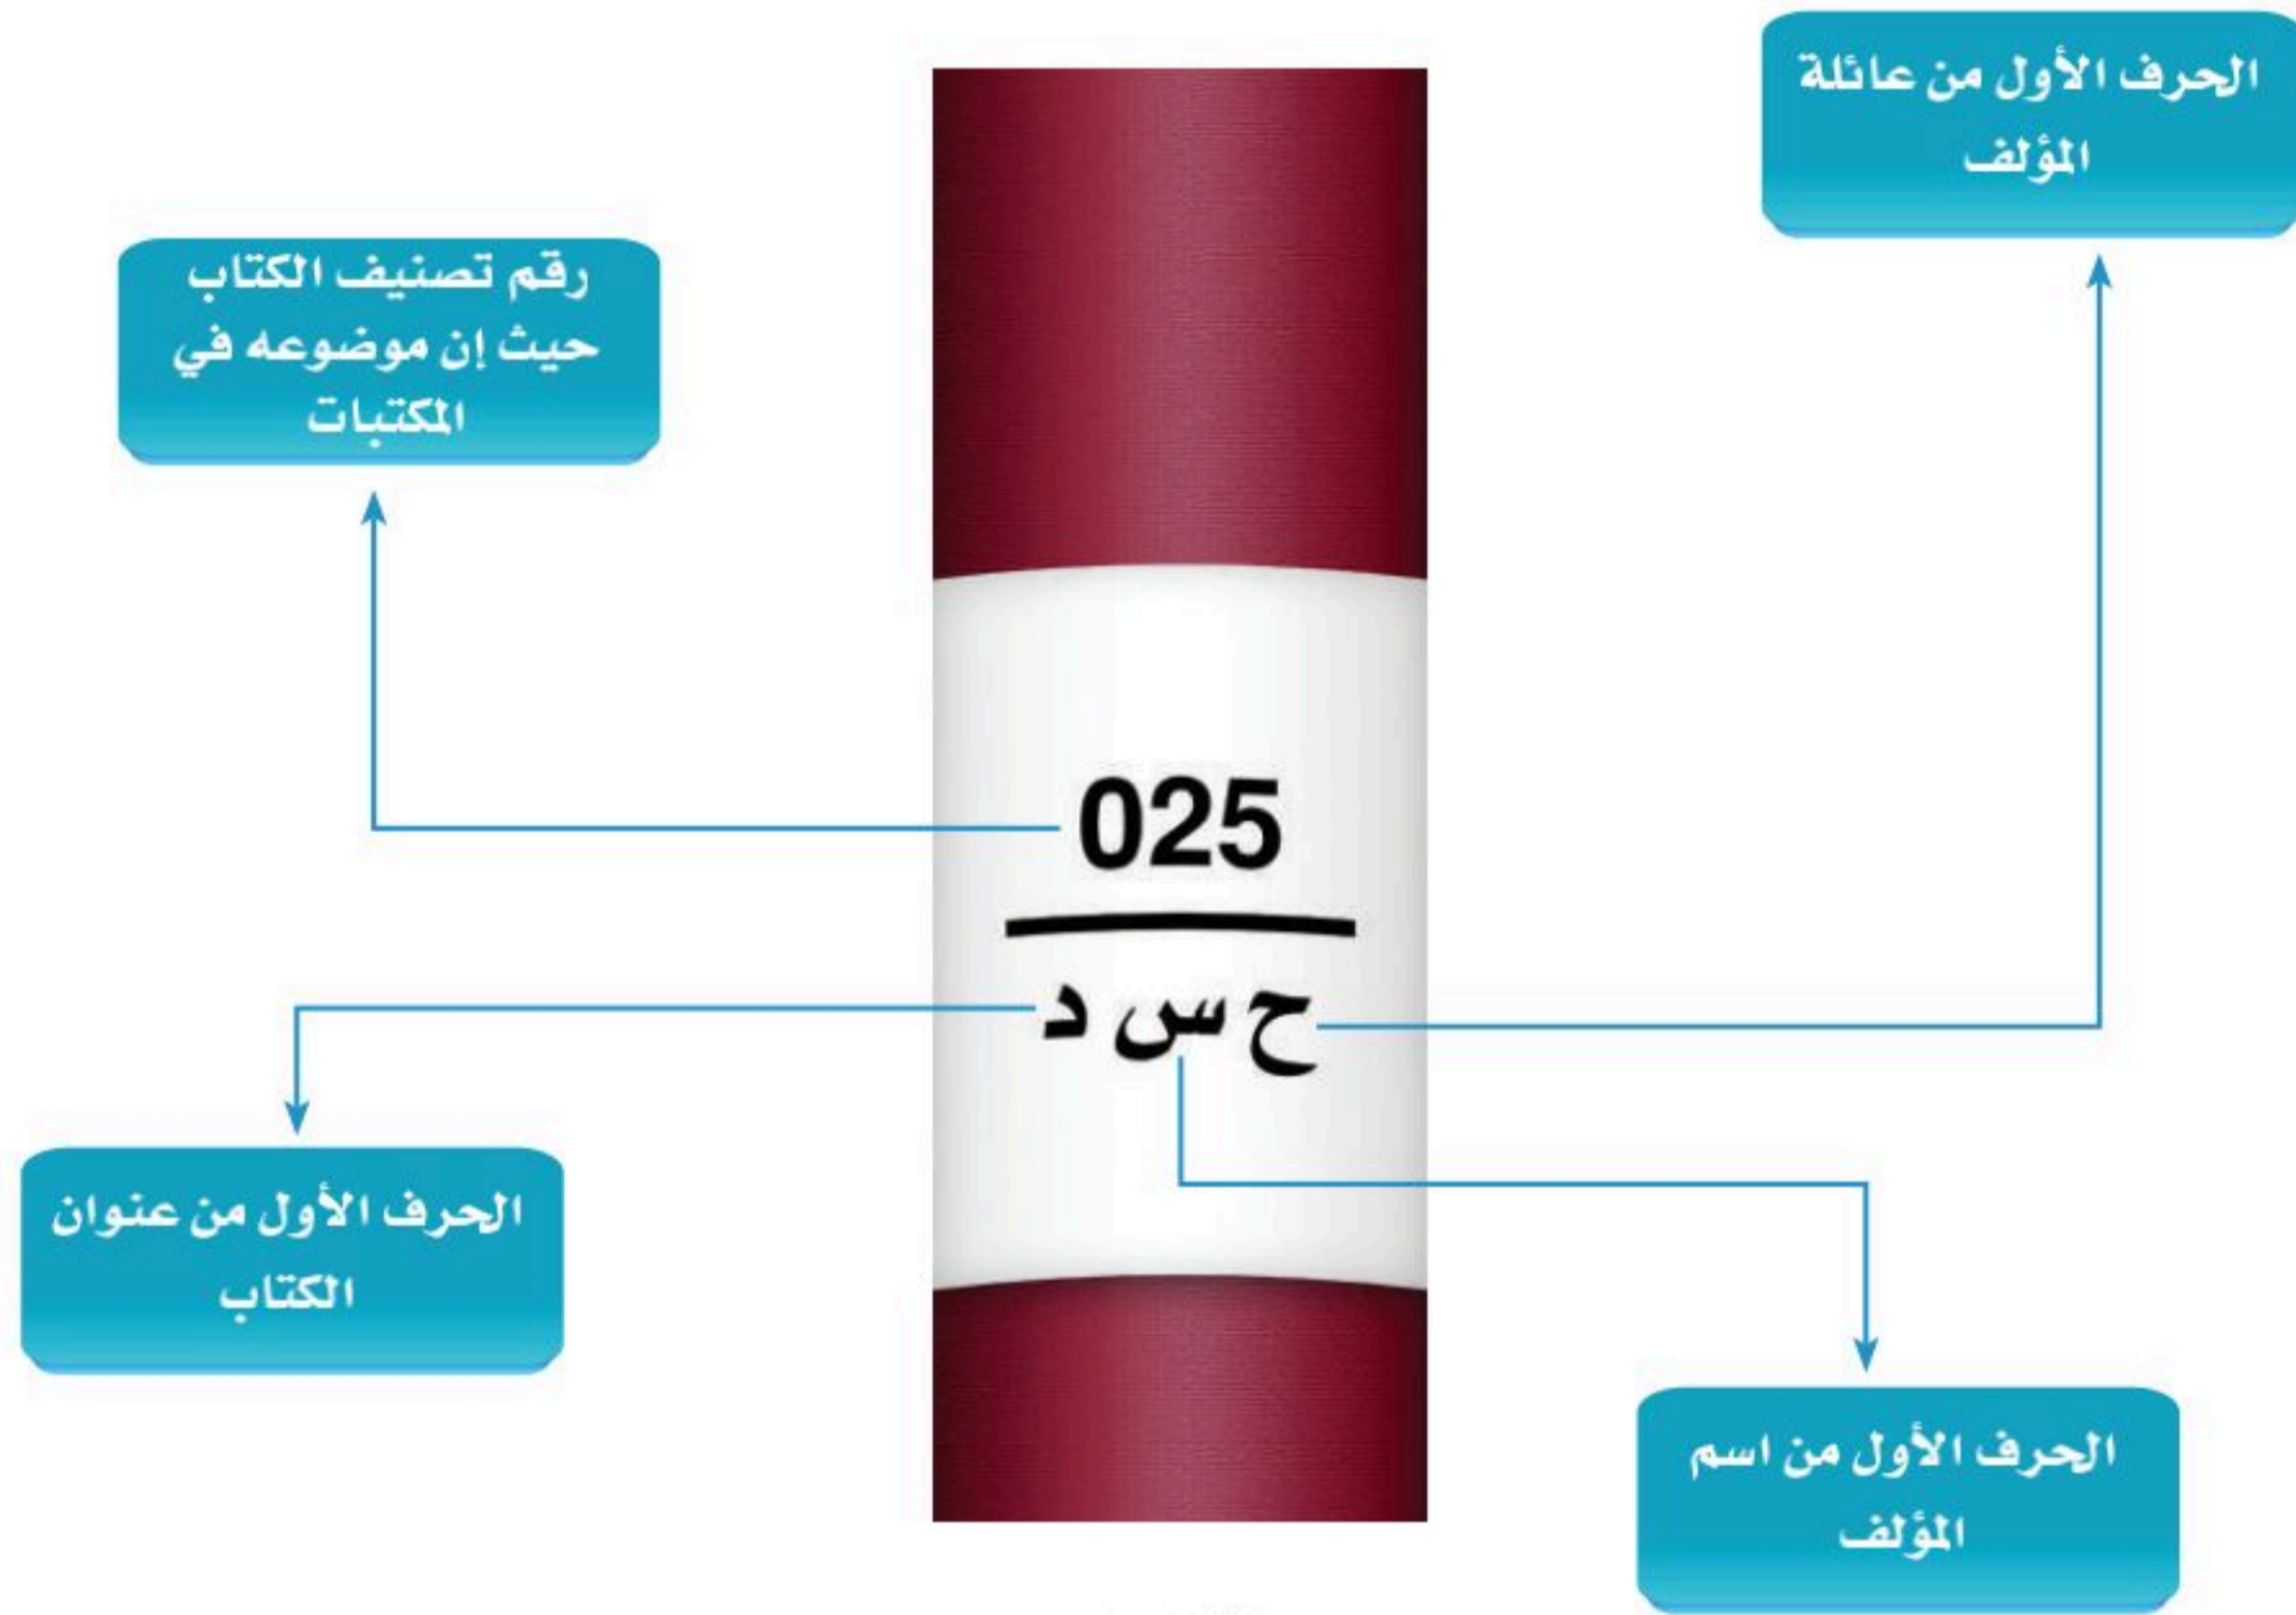 الحرف الأول من عائلة
المؤلف
رقم تصنيف الكتاب
حيث إن موضوعه في
المكتبات
025
ح س د
الحرف الأول من عنوان
الكتاب
الحرف الأول من اسم
المؤلف